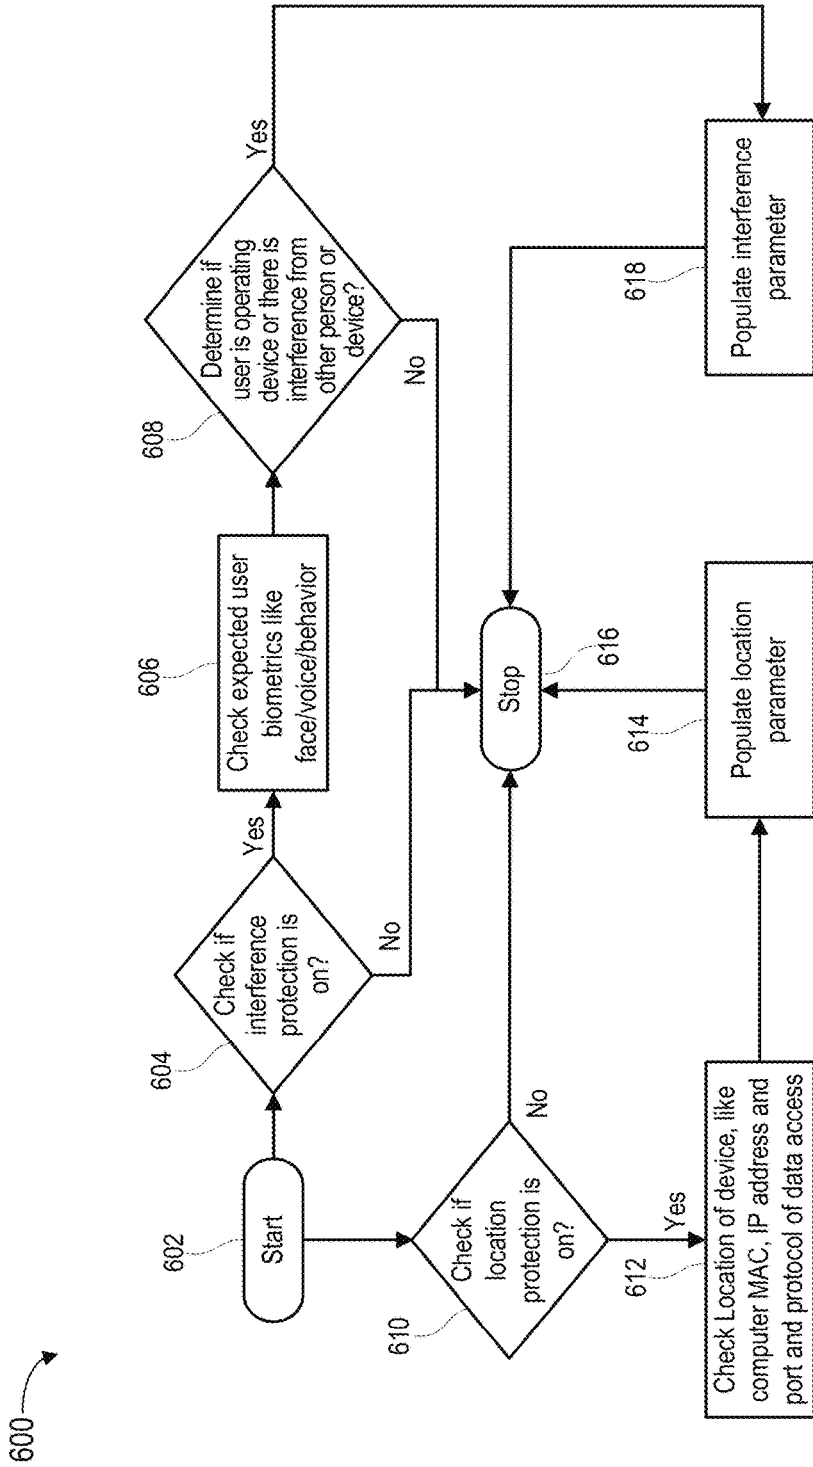 600
602
Start
604
Check if
interference
protection is
on?
Yes
No
606
Check expected user
biometrics like
face/voice/behavior
608
Determine if
user is operating
device or there is
interference from
other person or
device?
Yes
No
610
Check if
location
protection is
on?
No
Yes
612
Check Location of device, like
computer MAC, IP address and
port and protocol of data access
614
Populate location
parameter
Stop
616
618
Populate interference
parameter